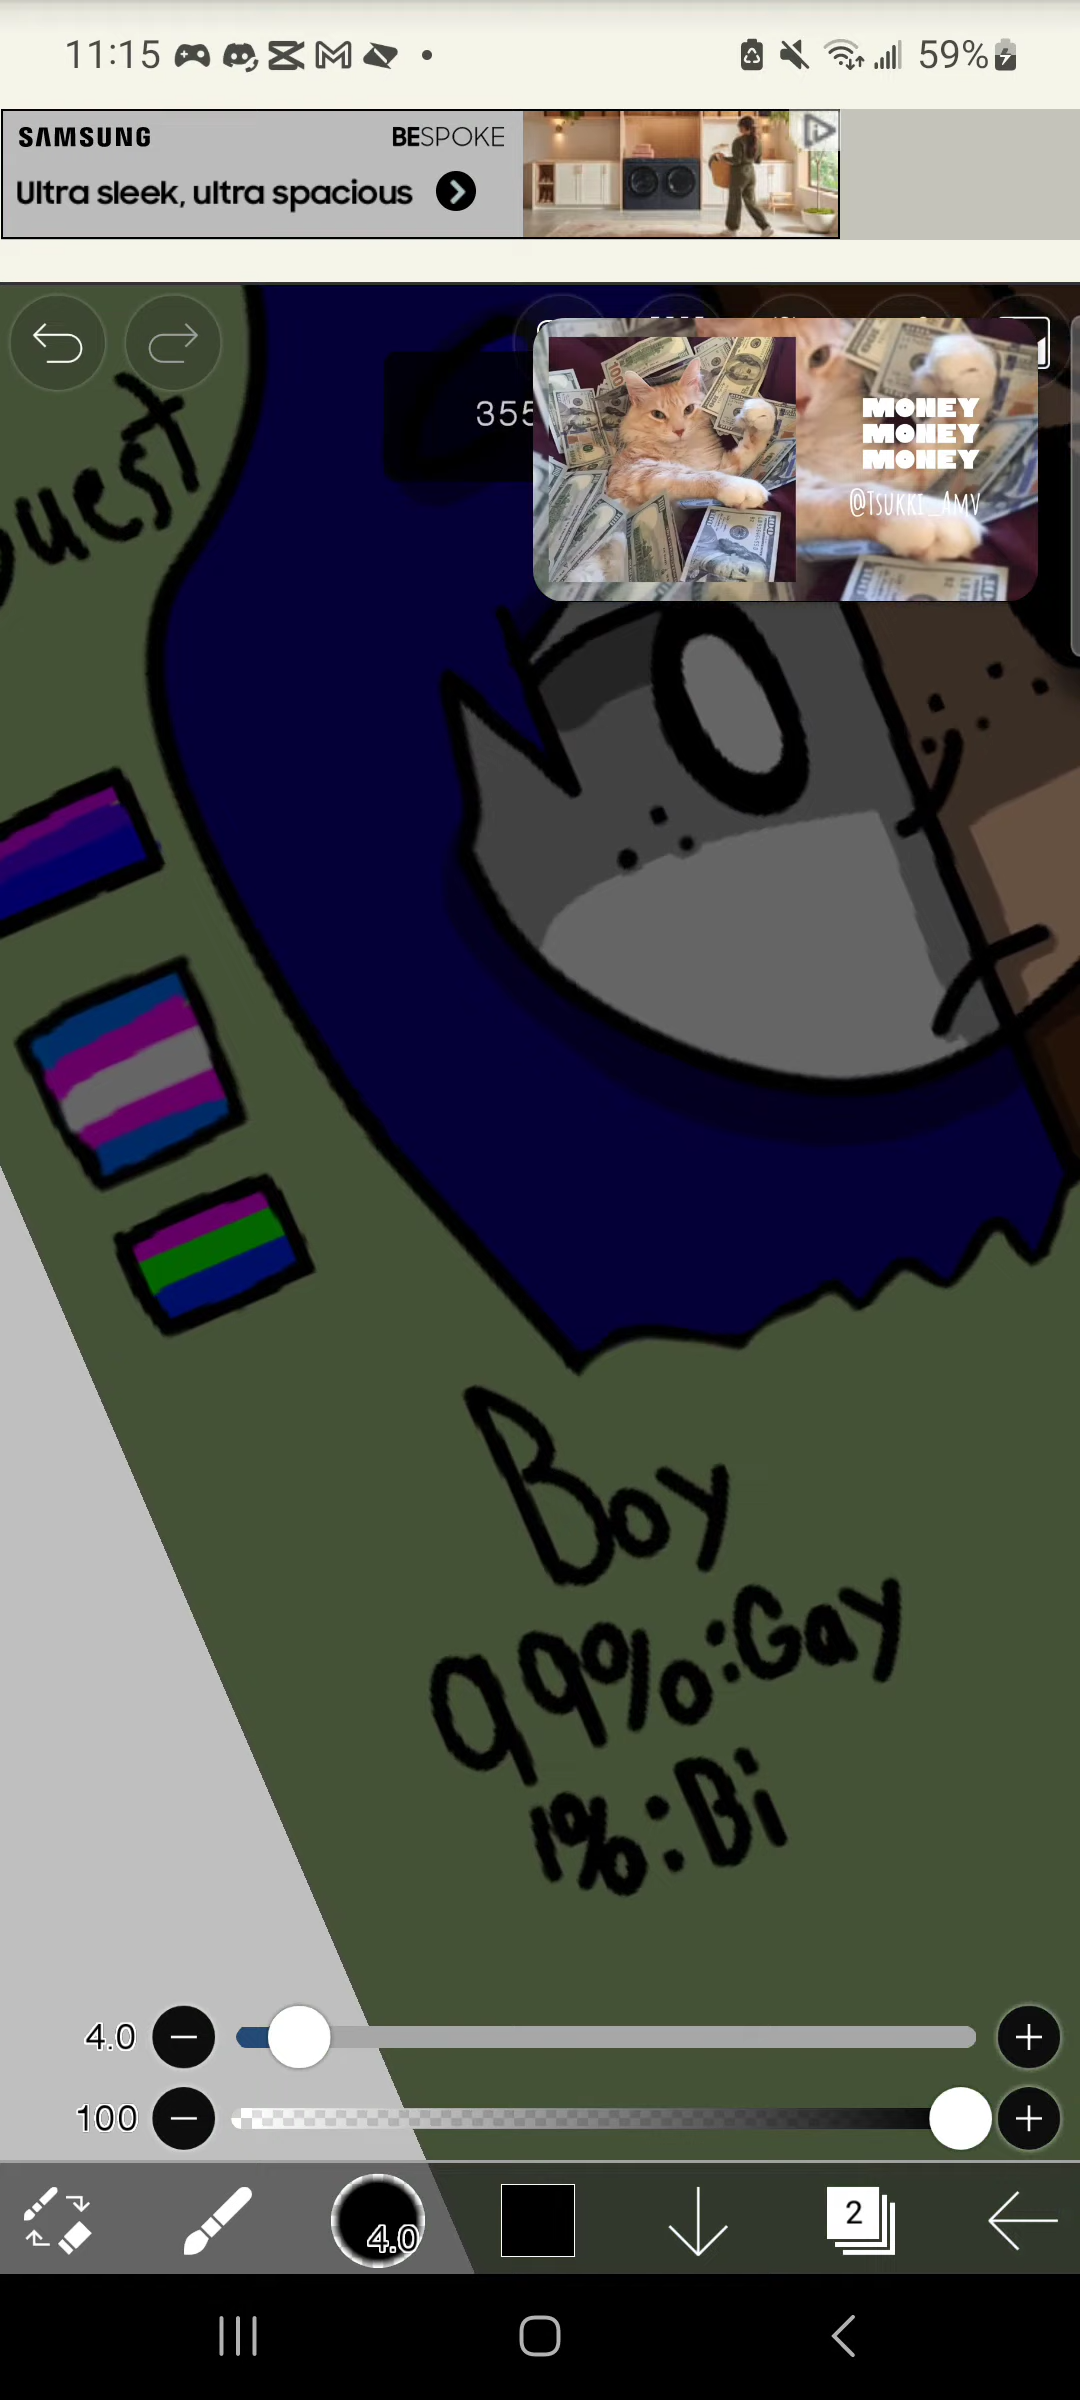 11:15
59%
SAMSUNG
BESPOKE
Ultra sleek, ultra spacious
355
MONEY
MONEY
MONEY
@TSUKKI_AMV
Boy
99%:Gay
1%:Bi
4.0
100
4.0
2